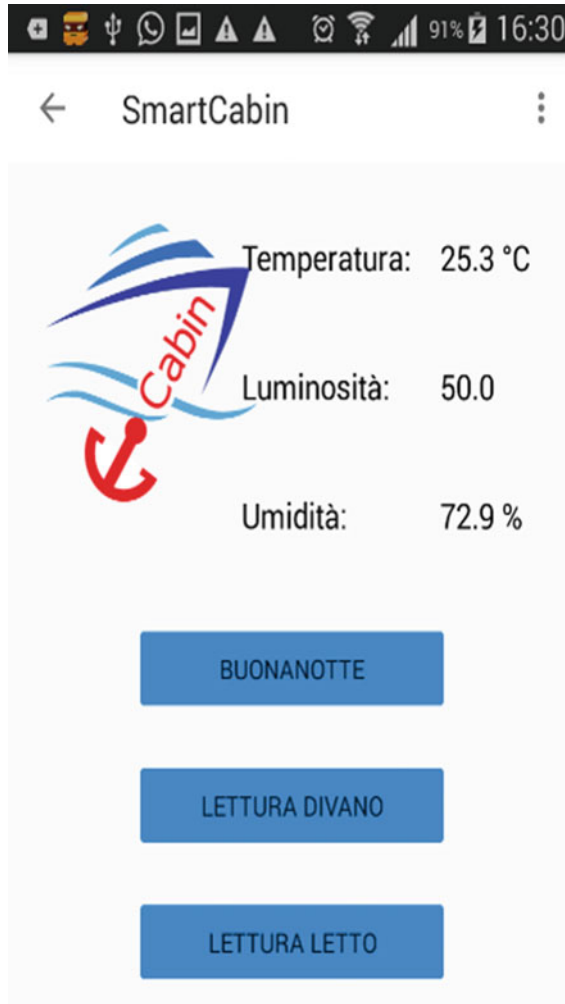 91% 16:30
SmartCabin
Temperatura: 25.3 °C
Cabin
Luminosità: 50.0
Umidità: 72.9 %
BUONANOTTE
LETTURA DIVANO
LETTURA LETTO